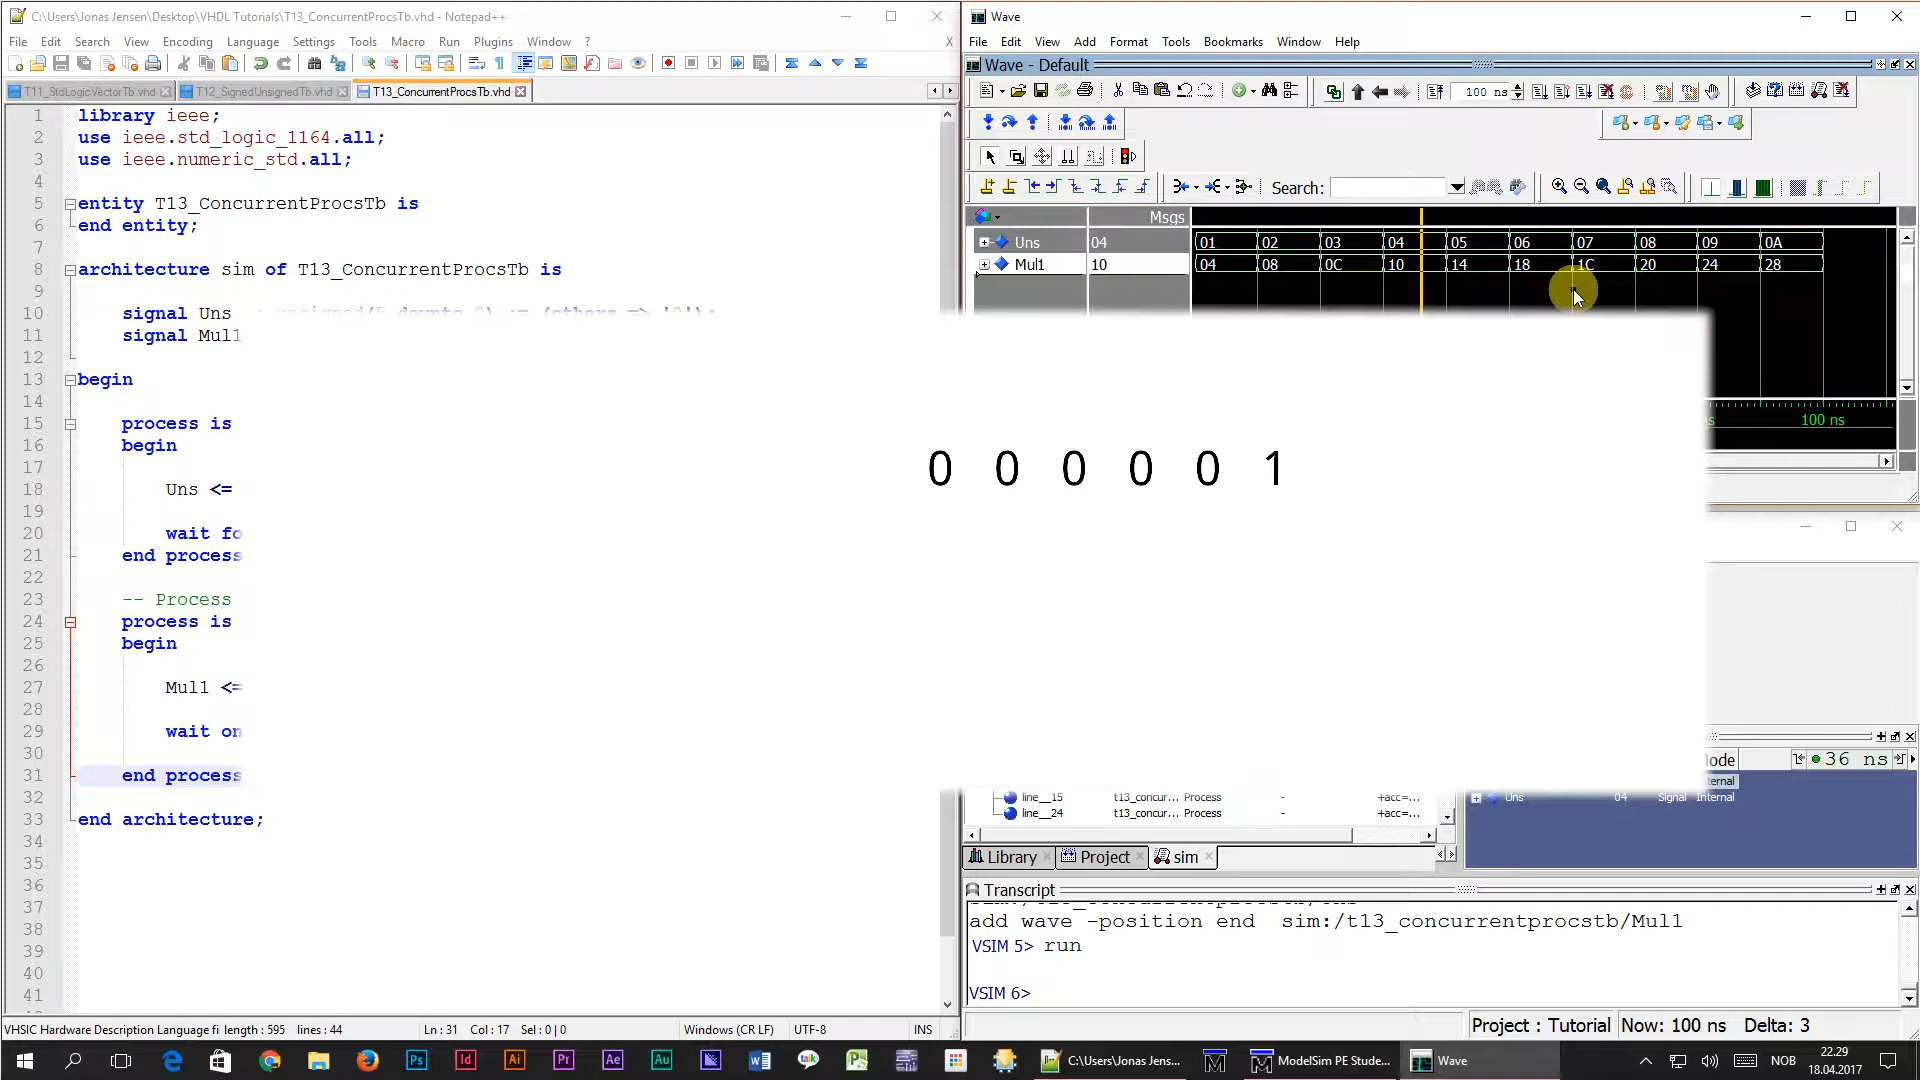 C:\Users\Jonas Jensen\Desktop\VHDL Tutorials\T13_ConcurrentProcsTb.vhd - Notepad++
File Edit Search View Encoding Language Settings Tools Macro Run Plugins Window ? X
T11_StdLogicVectorTb.vhd T12_SignedUnsignedTb.vhd T13_ConcurrentProcsTb.vhd
1 library ieee;
2 use ieee.std_logic_1164.all;
3 use ieee.numeric_std.all;
4
5 entity T13_ConcurrentProcsTb is
6 end entity;
7
8 architecture sim of T13_ConcurrentProcsTb is
9
10 signal Uns : unsigned(5 downto 0) := (others => '0');
11 signal Mul1
12
13 begin
14
15 process is
16 begin
17
18 Uns <=
19
20 wait fo
21 end process
22
23 -- Process
24 process is
25 begin
26
27 Mul1 <=
28
29 wait on
30
31 end process
32
33 end architecture;
34
35
36
37
38
39
40
41
VHSIC Hardware Description Language fi length : 595 lines : 44 Ln : 31 Col : 17 Sel : 0 | 0 Windows (CR LF) UTF-8 INS
Wave
File Edit View Add Format Tools Bookmarks Window Help
Wave - Default
100 ns
Search:
Msgs
Uns 04 01 02 03 04 05 06 07 08 09 0A
Mul1 10 04 08 0C 10 14 18 1C 20 24 28
s 100 ns
0 0 0 0 0 1
ode 36 ns
ternal
Uns 04 Signal Internal
line__15 t13_concur... Process - +acc=...
line__24 t13_concur... Process - +acc=...
Library Project sim
Transcript
add wave -position end sim:/t13_concurrentprocstb/Mul1
VSIM 5> run
VSIM 6>
Project : Tutorial Now: 100 ns Delta: 3
C:\Users\Jonas Jens... ModelSim PE Stude... Wave NOB 22.29
18.04.2017